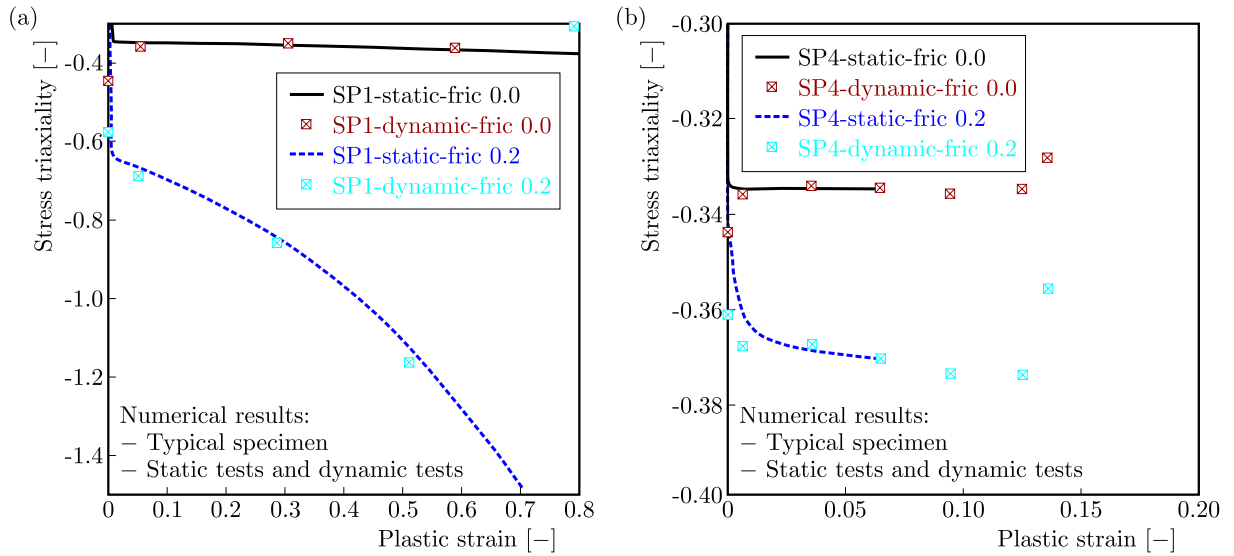 (a)
Stress triaxiality [−]
-0.4
-0.6
-0.8
-1.0
-1.2
-1.4
SP1-static-fric 0.0
SP1-dynamic-fric 0.0
SP1-static-fric 0.2
SP1-dynamic-fric 0.2
Numerical results:
− Typical specimen
− Static tests and dynamic tests
0 0.1 0.2 0.3 0.4 0.5 0.6 0.7 0.8
Plastic strain [−]
(b)
Stress triaxiality [−]
-0.30
-0.32
-0.34
-0.36
-0.38
-0.40
SP4-static-fric 0.0
SP4-dynamic-fric 0.0
SP4-static-fric 0.2
SP4-dynamic-fric 0.2
Numerical results:
− Typical specimen
− Static tests and dynamic tests
0 0.05 0.10 0.15 0.20
Plastic strain [−]